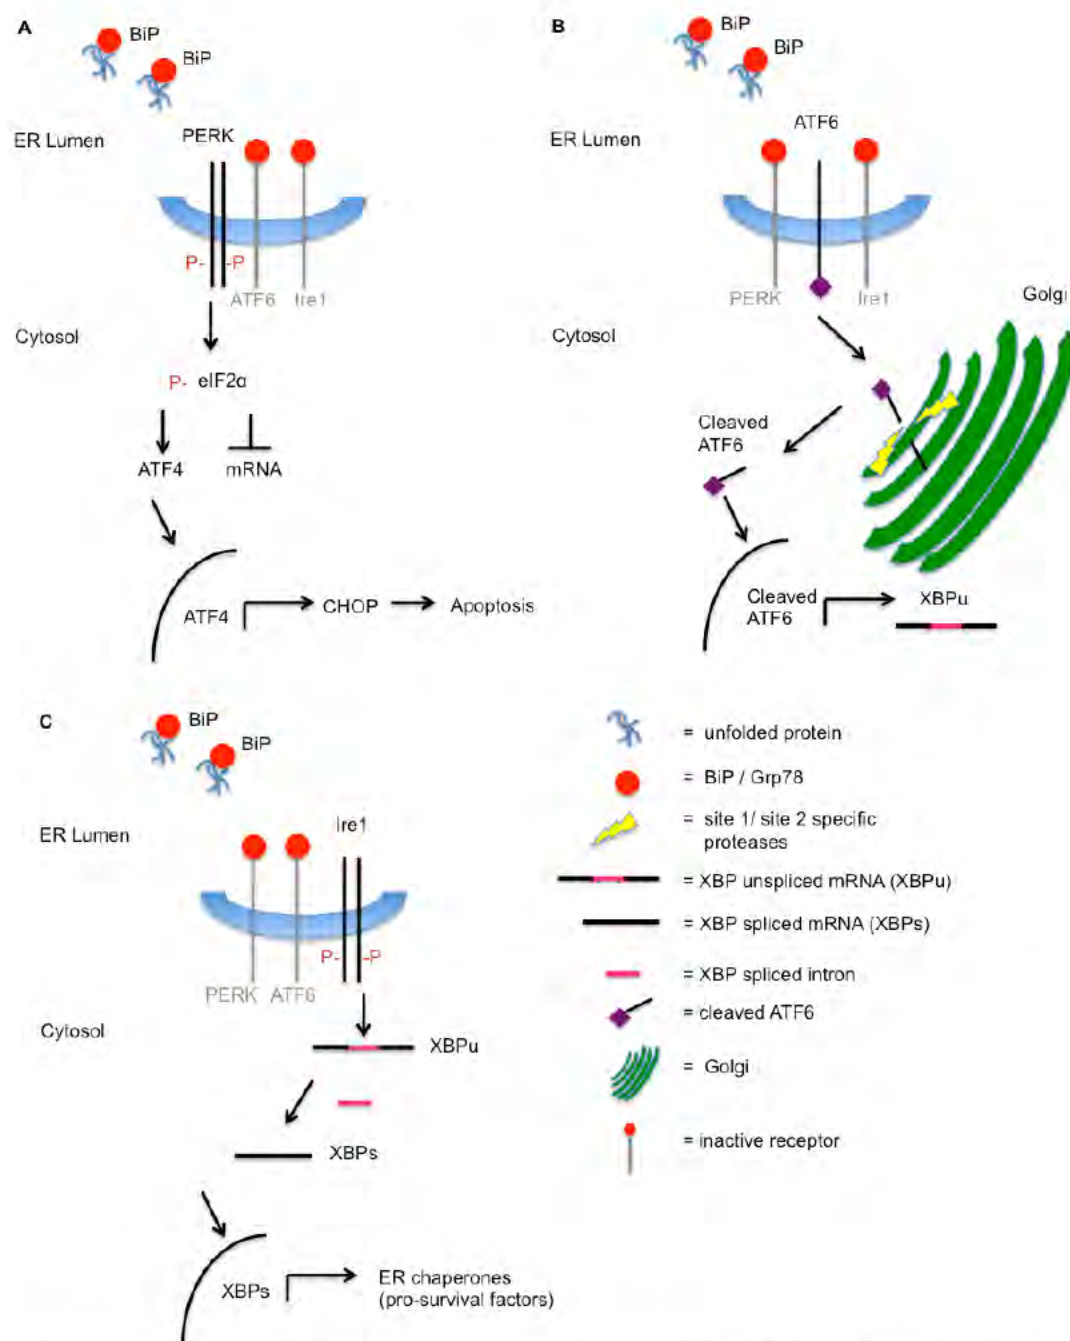 A
BiP
BiP
ER Lumen
PERK
P- -P
ATF6 Ire1
Cytosol
P- eIF2α
ATF4 mRNA
ATF4 CHOP Apoptosis
B
BiP
BiP
ATF6
ER Lumen
PERK Ire1
Golgi
Cytosol
Cleaved
ATF6
Cleaved
ATF6
XBPu
C
BiP
BiP
Ire1
ER Lumen
P- -P
PERK ATF6
Cytosol
XBPu
XBPs
XBPs
ER chaperones
(pro-survival factors)
= unfolded protein
= BiP / Grp78
= site 1/ site 2 specific
proteases
= XBP unspliced mRNA (XBPu)
= XBP spliced mRNA (XBPs)
= XBP spliced intron
= cleaved ATF6
= Golgi
= inactive receptor